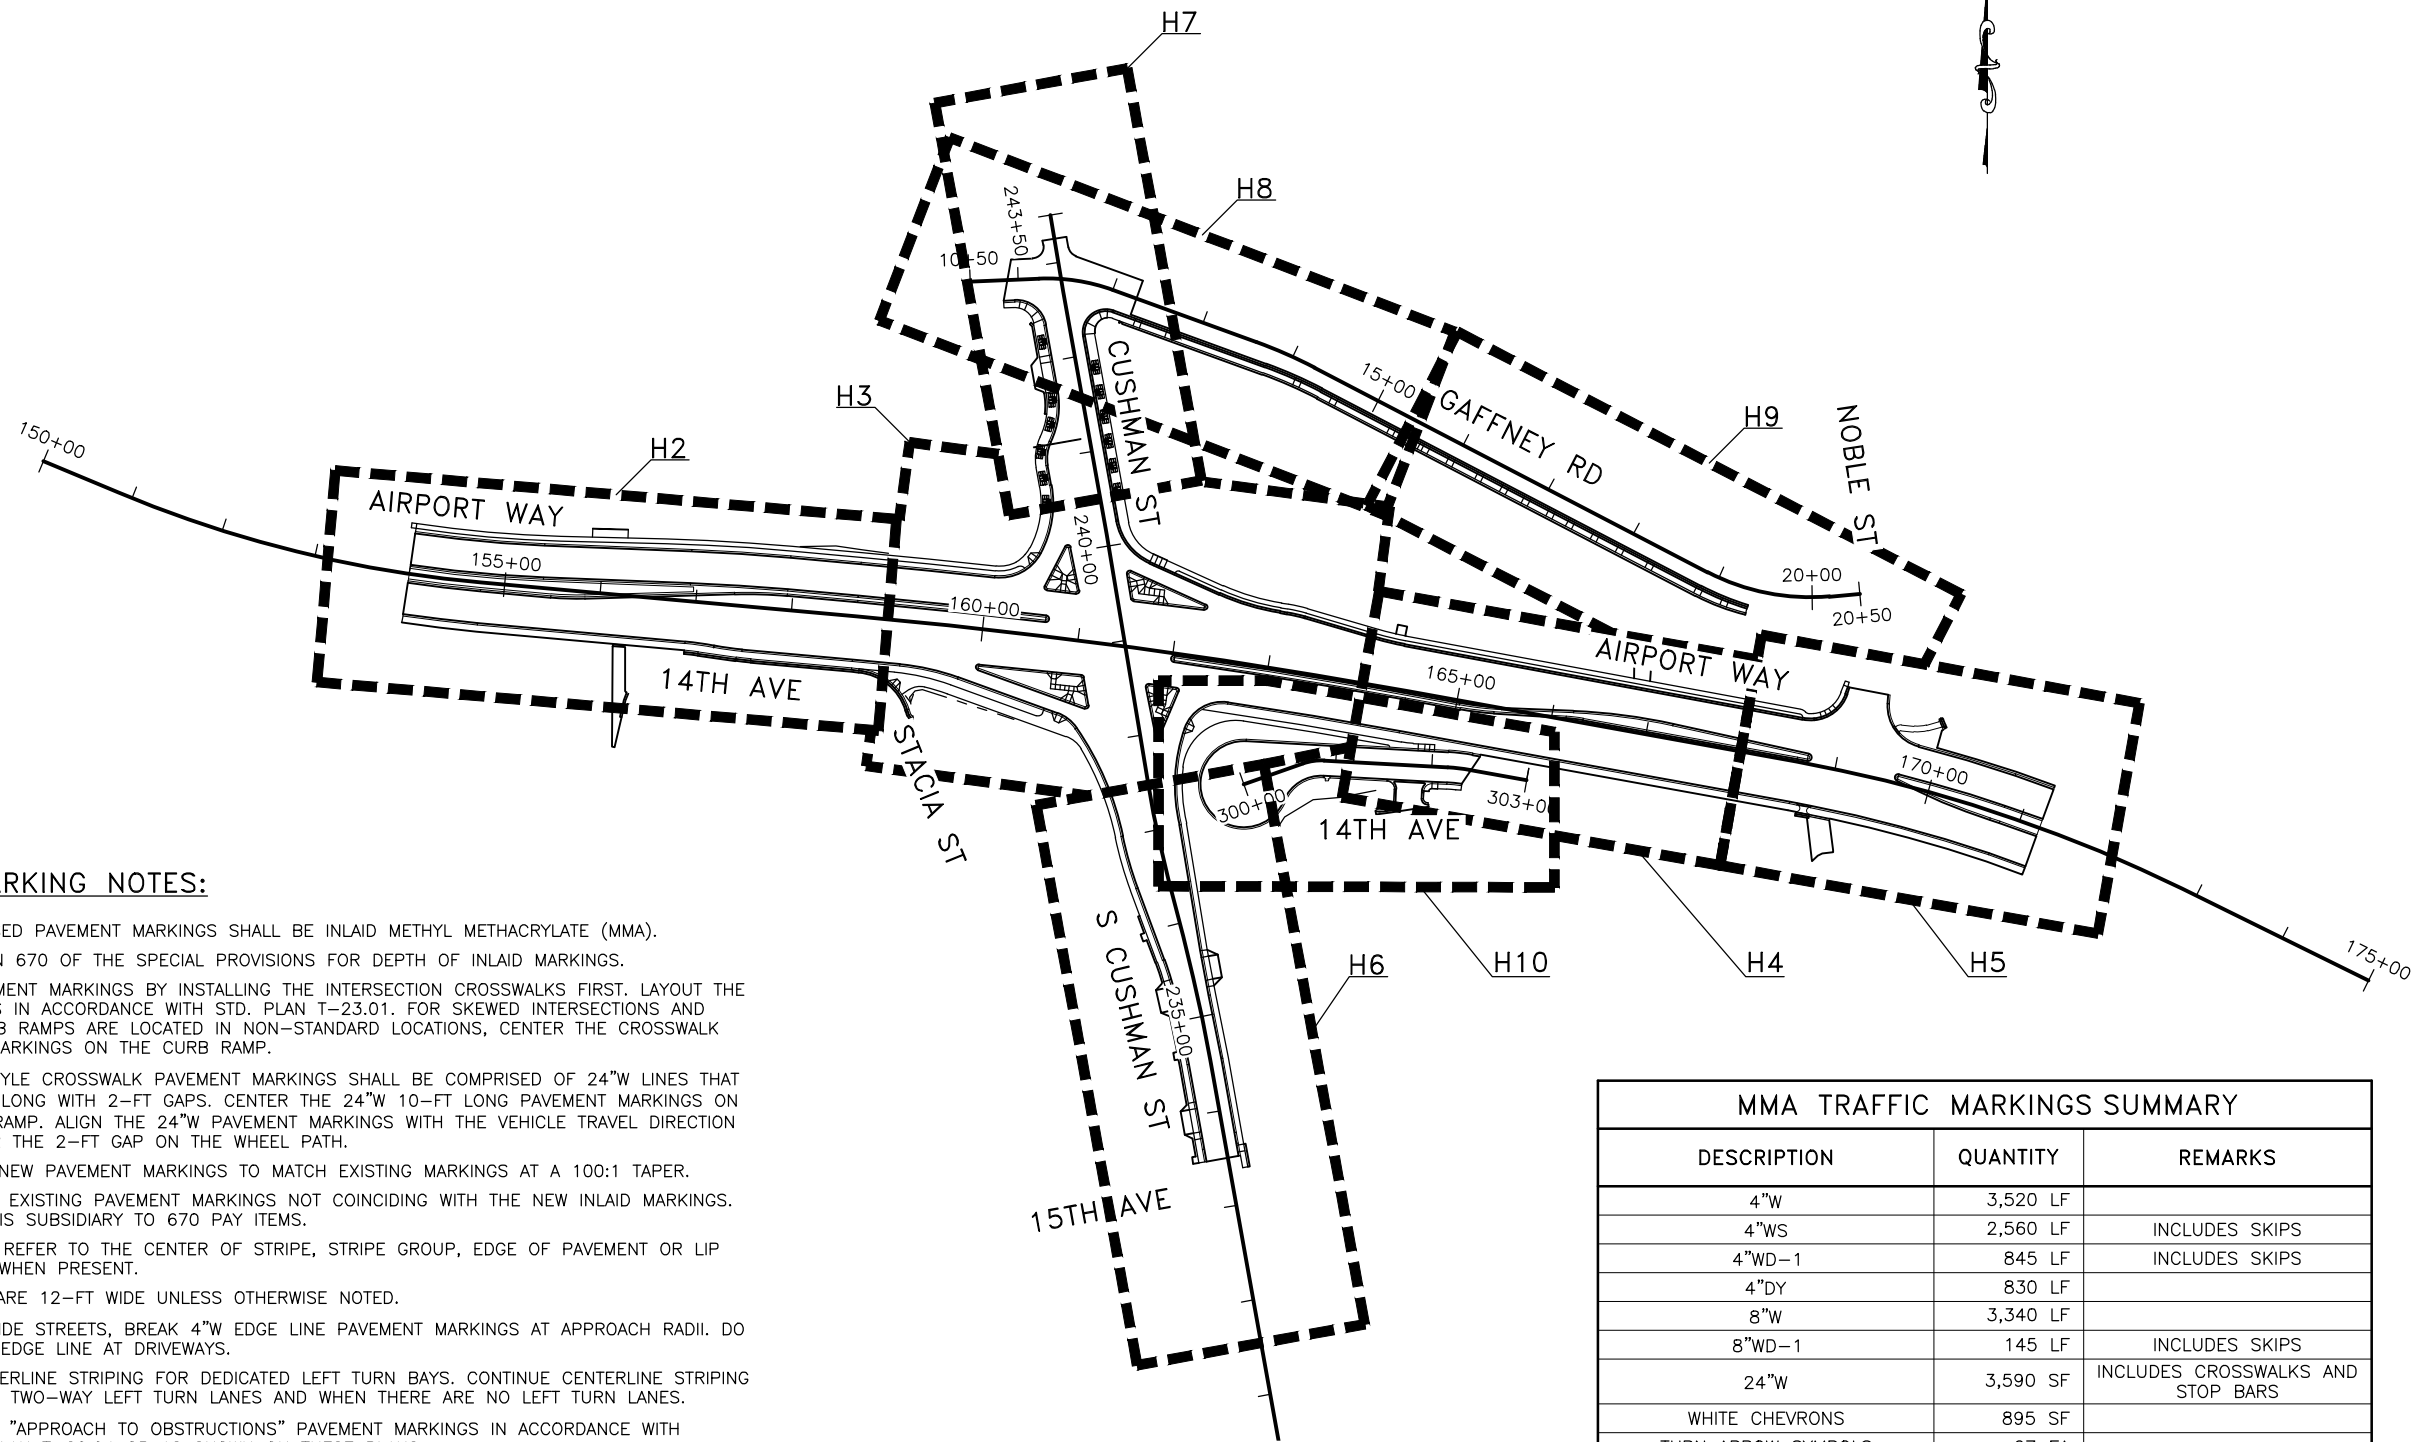 H7
H8
243+50
10+50
H3
CUSHMAN ST
15+00
GAFFNEY RD
H9
NOBLE ST
150+00
H2
AIRPORT WAY
155+00
240+00
160+00
20+00
20+50
AIRPORT WAY
165+00
14TH AVE
STACIA ST
170+00
300+00
303+00
14TH AVE
S CUSHMAN ST
H6
H10
H4
H5
175+00
235+00
15TH AVE
ARKING NOTES:
PAVEMENT MARKINGS SHALL BE INLAID METHYL METHACRYLATE (MMA).
670 OF THE SPECIAL PROVISIONS FOR DEPTH OF INLAID MARKINGS.
MENT MARKINGS BY INSTALLING THE INTERSECTION CROSSWALKS FIRST. LAYOUT THE
IN ACCORDANCE WITH STD. PLAN T-23.01. FOR SKEWED INTERSECTIONS AND
RAMPS ARE LOCATED IN NON-STANDARD LOCATIONS, CENTER THE CROSSWALK
ARKINGS ON THE CURB RAMP.
YLE CROSSWALK PAVEMENT MARKINGS SHALL BE COMPRISED OF 24"W LINES THAT
LONG WITH 2-FT GAPS. CENTER THE 24"W 10-FT LONG PAVEMENT MARKINGS ON
RAMP. ALIGN THE 24"W PAVEMENT MARKINGS WITH THE VEHICLE TRAVEL DIRECTION
THE 2-FT GAP ON THE WHEEL PATH.
NEW PAVEMENT MARKINGS TO MATCH EXISTING MARKINGS AT A 100:1 TAPER.
EXISTING PAVEMENT MARKINGS NOT COINCIDING WITH THE NEW INLAID MARKINGS.
IS SUBSIDIARY TO 670 PAY ITEMS.
REFER TO THE CENTER OF STRIPE, STRIPE GROUP, EDGE OF PAVEMENT OR LIP
WHEN PRESENT.
ARE 12-FT WIDE UNLESS OTHERWISE NOTED.
IDE STREETS, BREAK 4"W EDGE LINE PAVEMENT MARKINGS AT APPROACH RADII. DO
EDGE LINE AT DRIVEWAYS.
ERLINE STRIPING FOR DEDICATED LEFT TURN BAYS. CONTINUE CENTERLINE STRIPING
TWO-WAY LEFT TURN LANES AND WHEN THERE ARE NO LEFT TURN LANES.
"APPROACH TO OBSTRUCTIONS" PAVEMENT MARKINGS IN ACCORDANCE WITH
MMA TRAFFIC MARKINGS SUMMARY
DESCRIPTION QUANTITY REMARKS
4"W 3,520 LF
4"WS 2,560 LF INCLUDES SKIPS
4"WD-1 845 LF INCLUDES SKIPS
4"DY 830 LF
8"W 3,340 LF
8"WD-1 145 LF INCLUDES SKIPS
24"W 3,590 SF INCLUDES CROSSWALKS AND
STOP BARS
WHITE CHEVRONS 895 SF